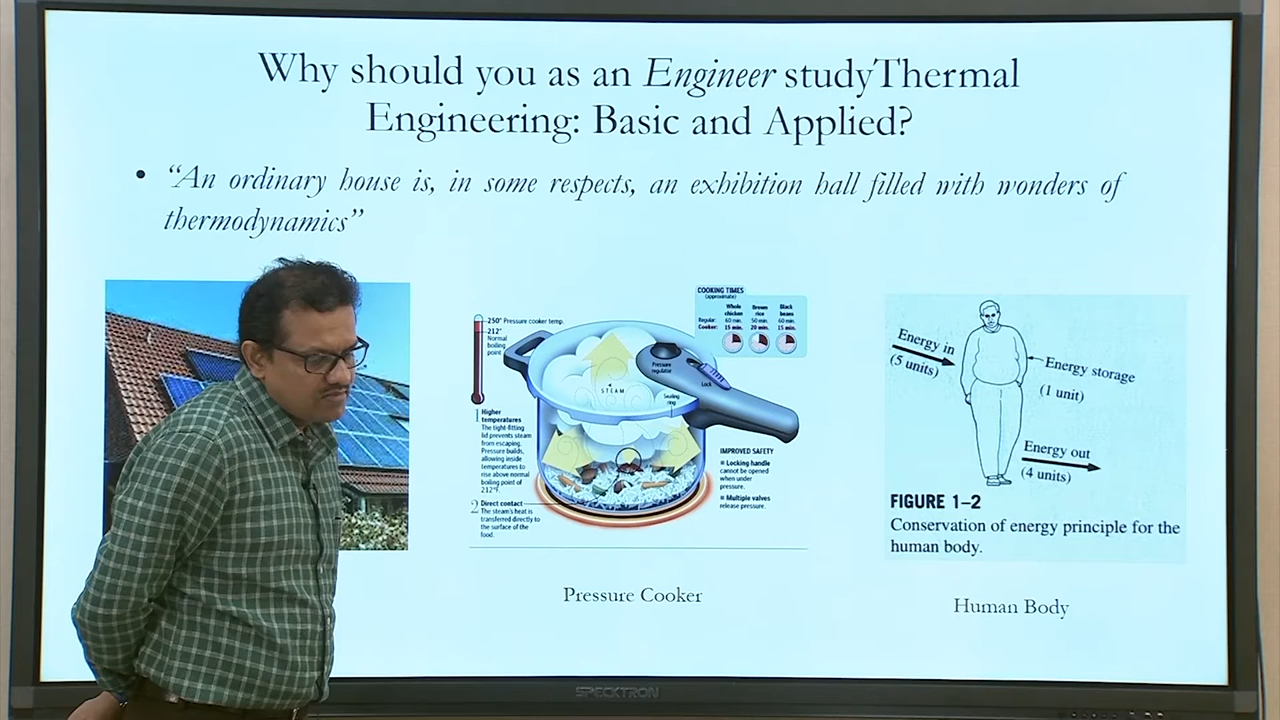 Why should you as an Engineer studyThermal
Engineering: Basic and Applied?
• “An ordinary house is, in some respects, an exhibition hall filled with wonders of
thermodynamics”
250° Pressure cooker temp.
212°
Normal
boiling
point
1 Higher
temperatures
The tight-fitting
lid prevents steam
from escaping.
Pressure builds,
allowing inside
temperatures to
rise above normal
boiling point of
212°F.
2 Direct contact
The steam's heat is
transferred directly to
the surface of the
food.
STEAM
Pressure
regulator
Lock
Sealing
ring
COOKING TIMES
(approximate)
Whole
chicken
Brown
rice
Black
beans
Regular: 60 min. 50 min. 60 min.
Cooker: 15 min. 20 min. 15 min.
IMPROVED SAFETY
■ Locking handle
cannot be opened
when under
pressure.
■ Multiple valves
release pressure.
Pressure Cooker
Energy in
(5 units)
Energy storage
(1 unit)
Energy out
(4 units)
FIGURE 1–2
Conservation of energy principle for the
human body.
Human Body
SPECKTRON